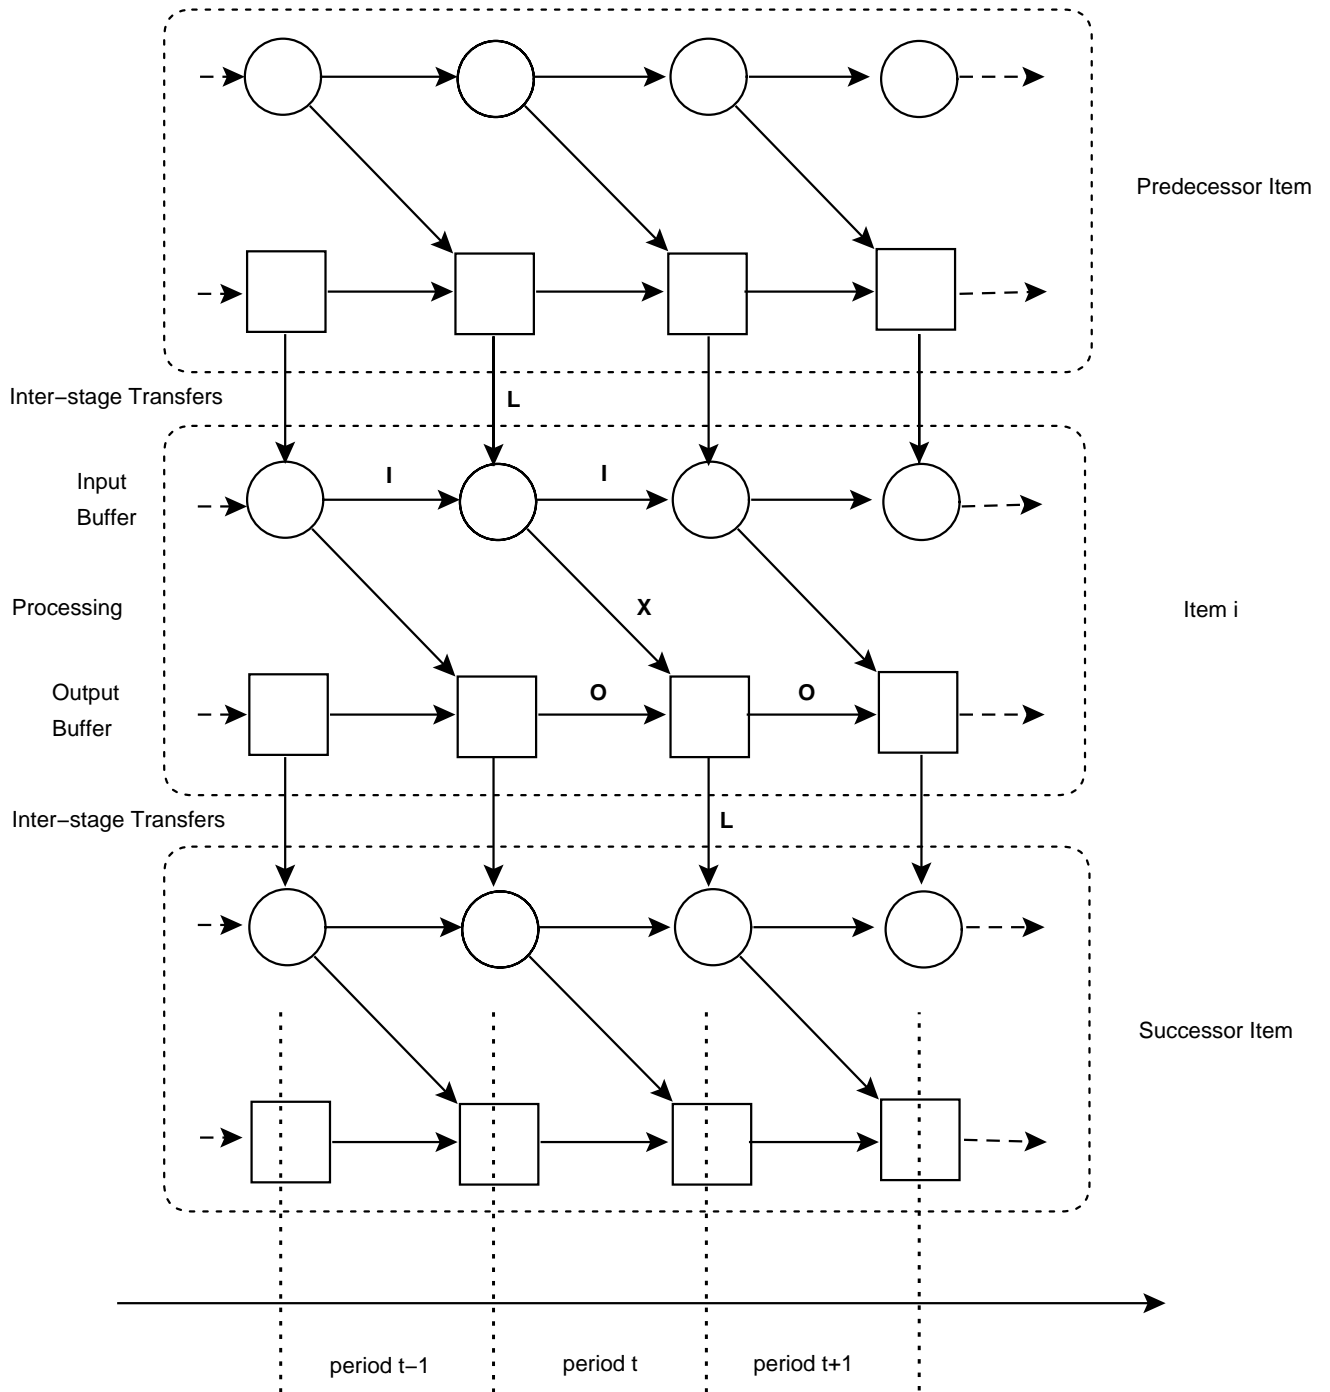 Predecessor Item
Inter−stage Transfers
L
Input
Buffer
I
I
Processing
X
Item i
Output
Buffer
O
O
Inter−stage Transfers
L
Successor Item
period t−1
period t
period t+1